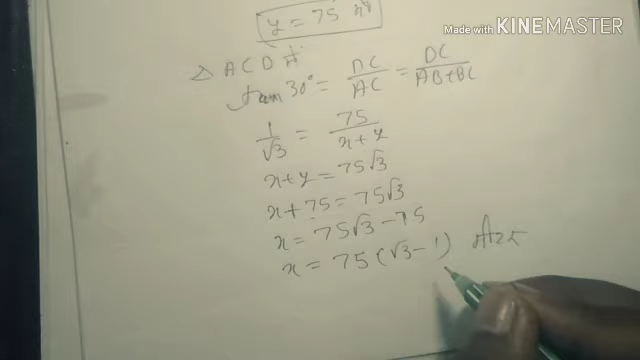 Made with KINEMASTER
y = 75 मी
Δ ACD में
tan 30° = DC/AC = DC/AB+BC
1/√3 = 75/x+y
x+y = 75√3
x+75 = 75√3
x = 75√3 - 75
x = 75(√3 - 1)